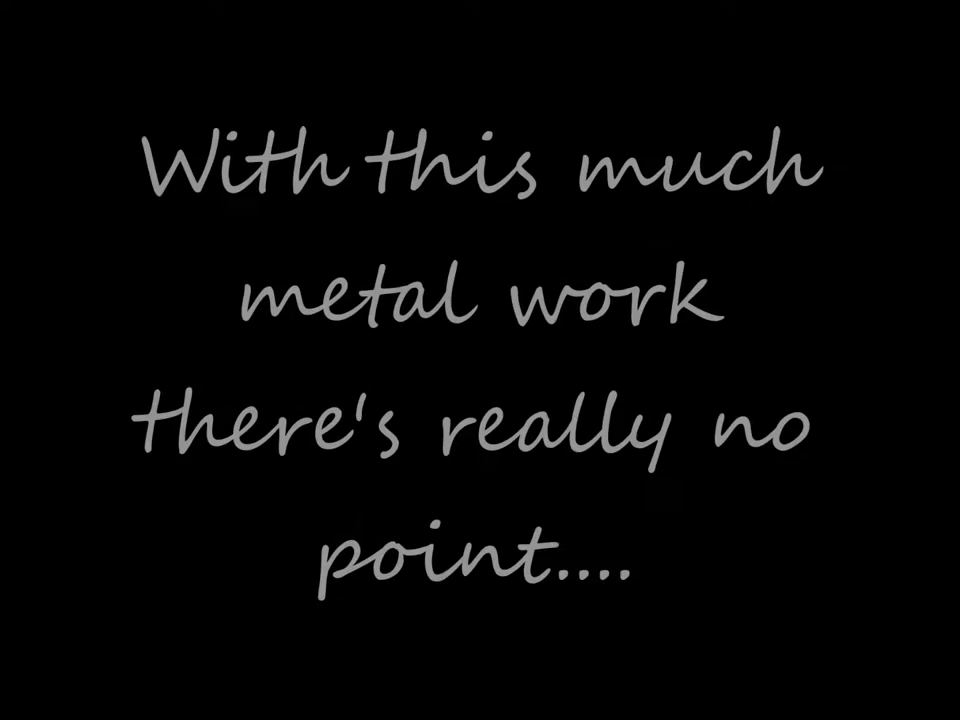 With this much
metal work
there's really no
point....